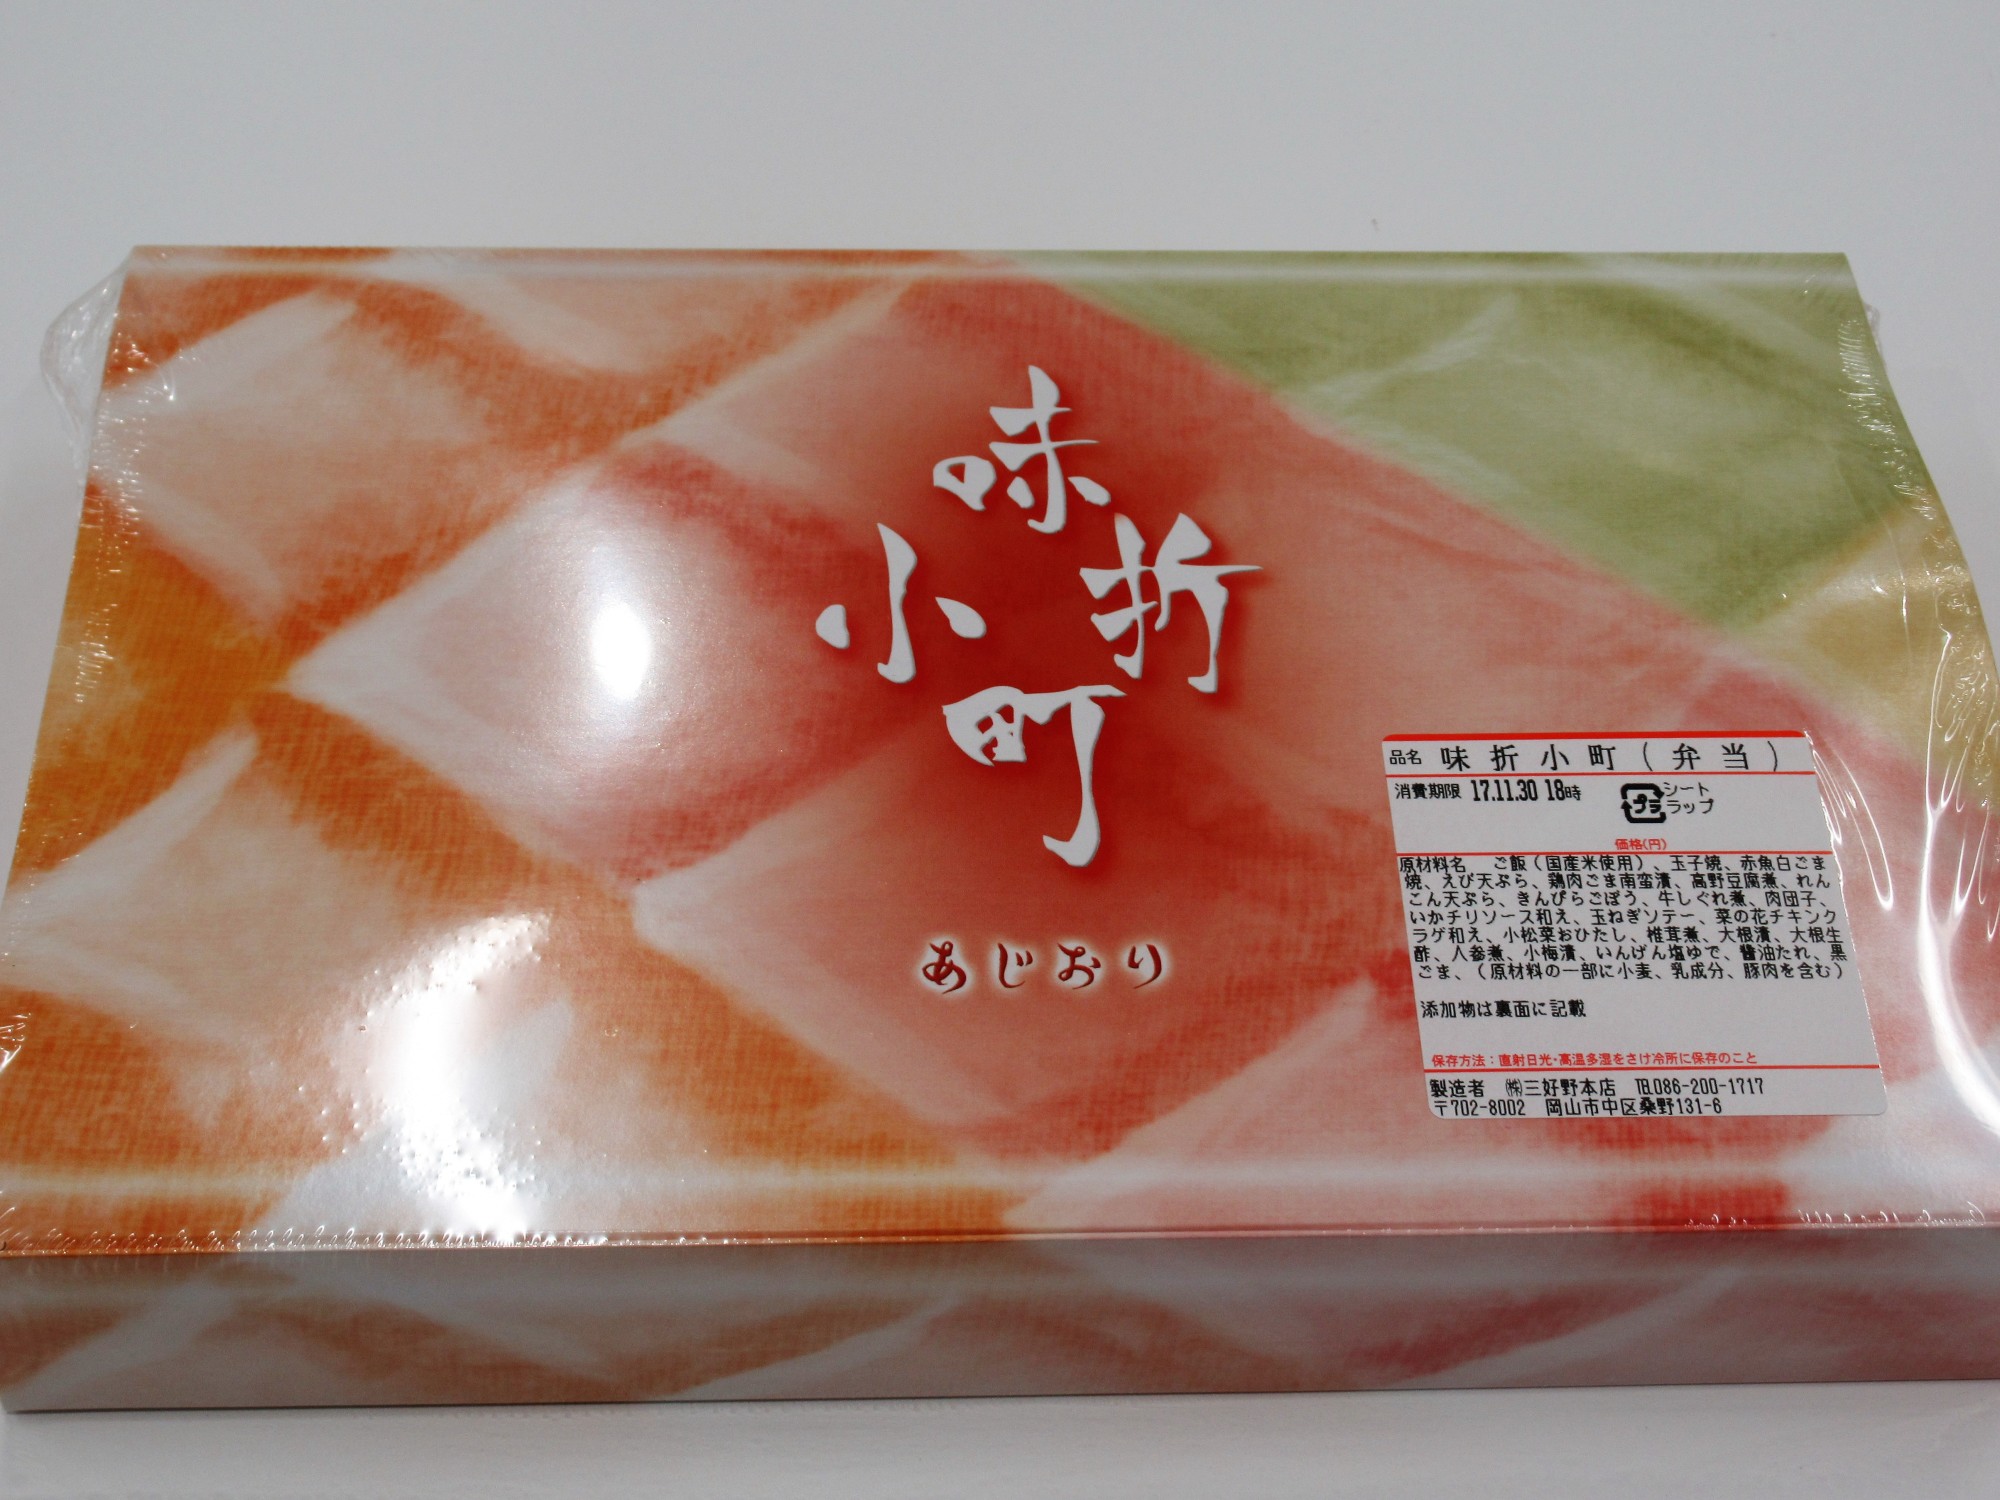 味折
小町
あじおり
品名 味折小町(弁当)
消費期限 17.11.30 18時
プラ
シート
ラップ
価格(円)
原材料名 ご飯(国産米使用)、玉子焼、赤魚白ごま
焼、えび天ぷら、鶏肉ごま南蛮漬、高野豆腐煮、れん
こん天ぷら、きんぴらごぼう、牛しぐれ煮、肉団子、
いかチリソース和え、玉ねぎソテー、菜の花チキンク
ラゲ和え、小松菜おひたし、椎茸煮、大根漬、大根生
酢、人参煮、小梅漬、いんげん塩ゆで、醤油たれ、黒
ごま、(原材料の一部に小麦、乳成分、豚肉を含む)
添加物は裏面に記載
保存方法:直射日光・高温多湿をさけ冷所に保存のこと
製造者 ㈱三好野本店 ℡086-200-1717
〒702-8002 岡山市中区桑野131-6